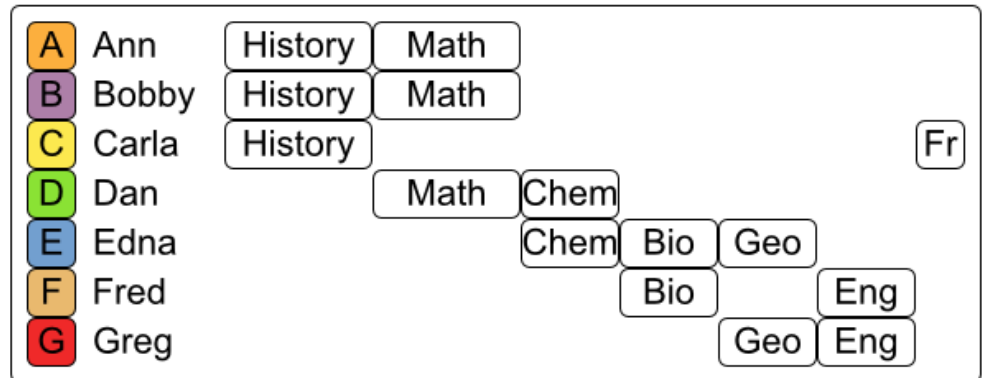 A Ann History Math
B Bobby History Math
C Carla History Fr
D Dan Math Chem
E Edna Chem Bio Geo
F Fred Bio Eng
G Greg Geo Eng